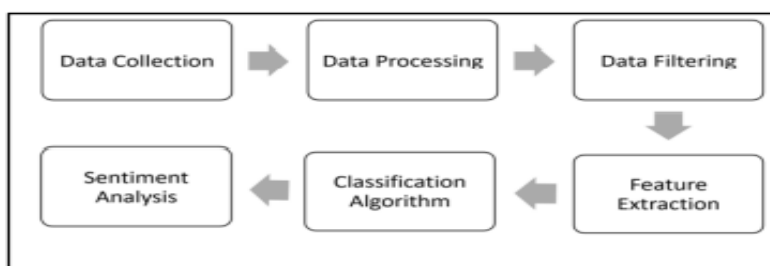 Data Collection
Data Processing
Data Filtering
Feature
Extraction
Classification
Algorithm
Sentiment
Analysis